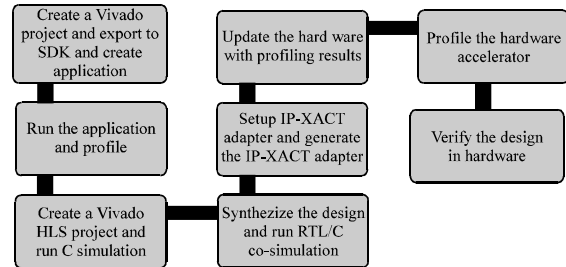 Create a Vivado
project and export to
SDK and create
application
Run the application
and profile
Create a Vivado
HLS project and
run C simulation
Synthezize the design
and run RTL/C
co-simulation
Setup IP-XACT
adapter and generate
the IP-XACT adapter
Update the hard ware
with profiling results
Profile the hardware
accelerator
Verify the design
in hardware